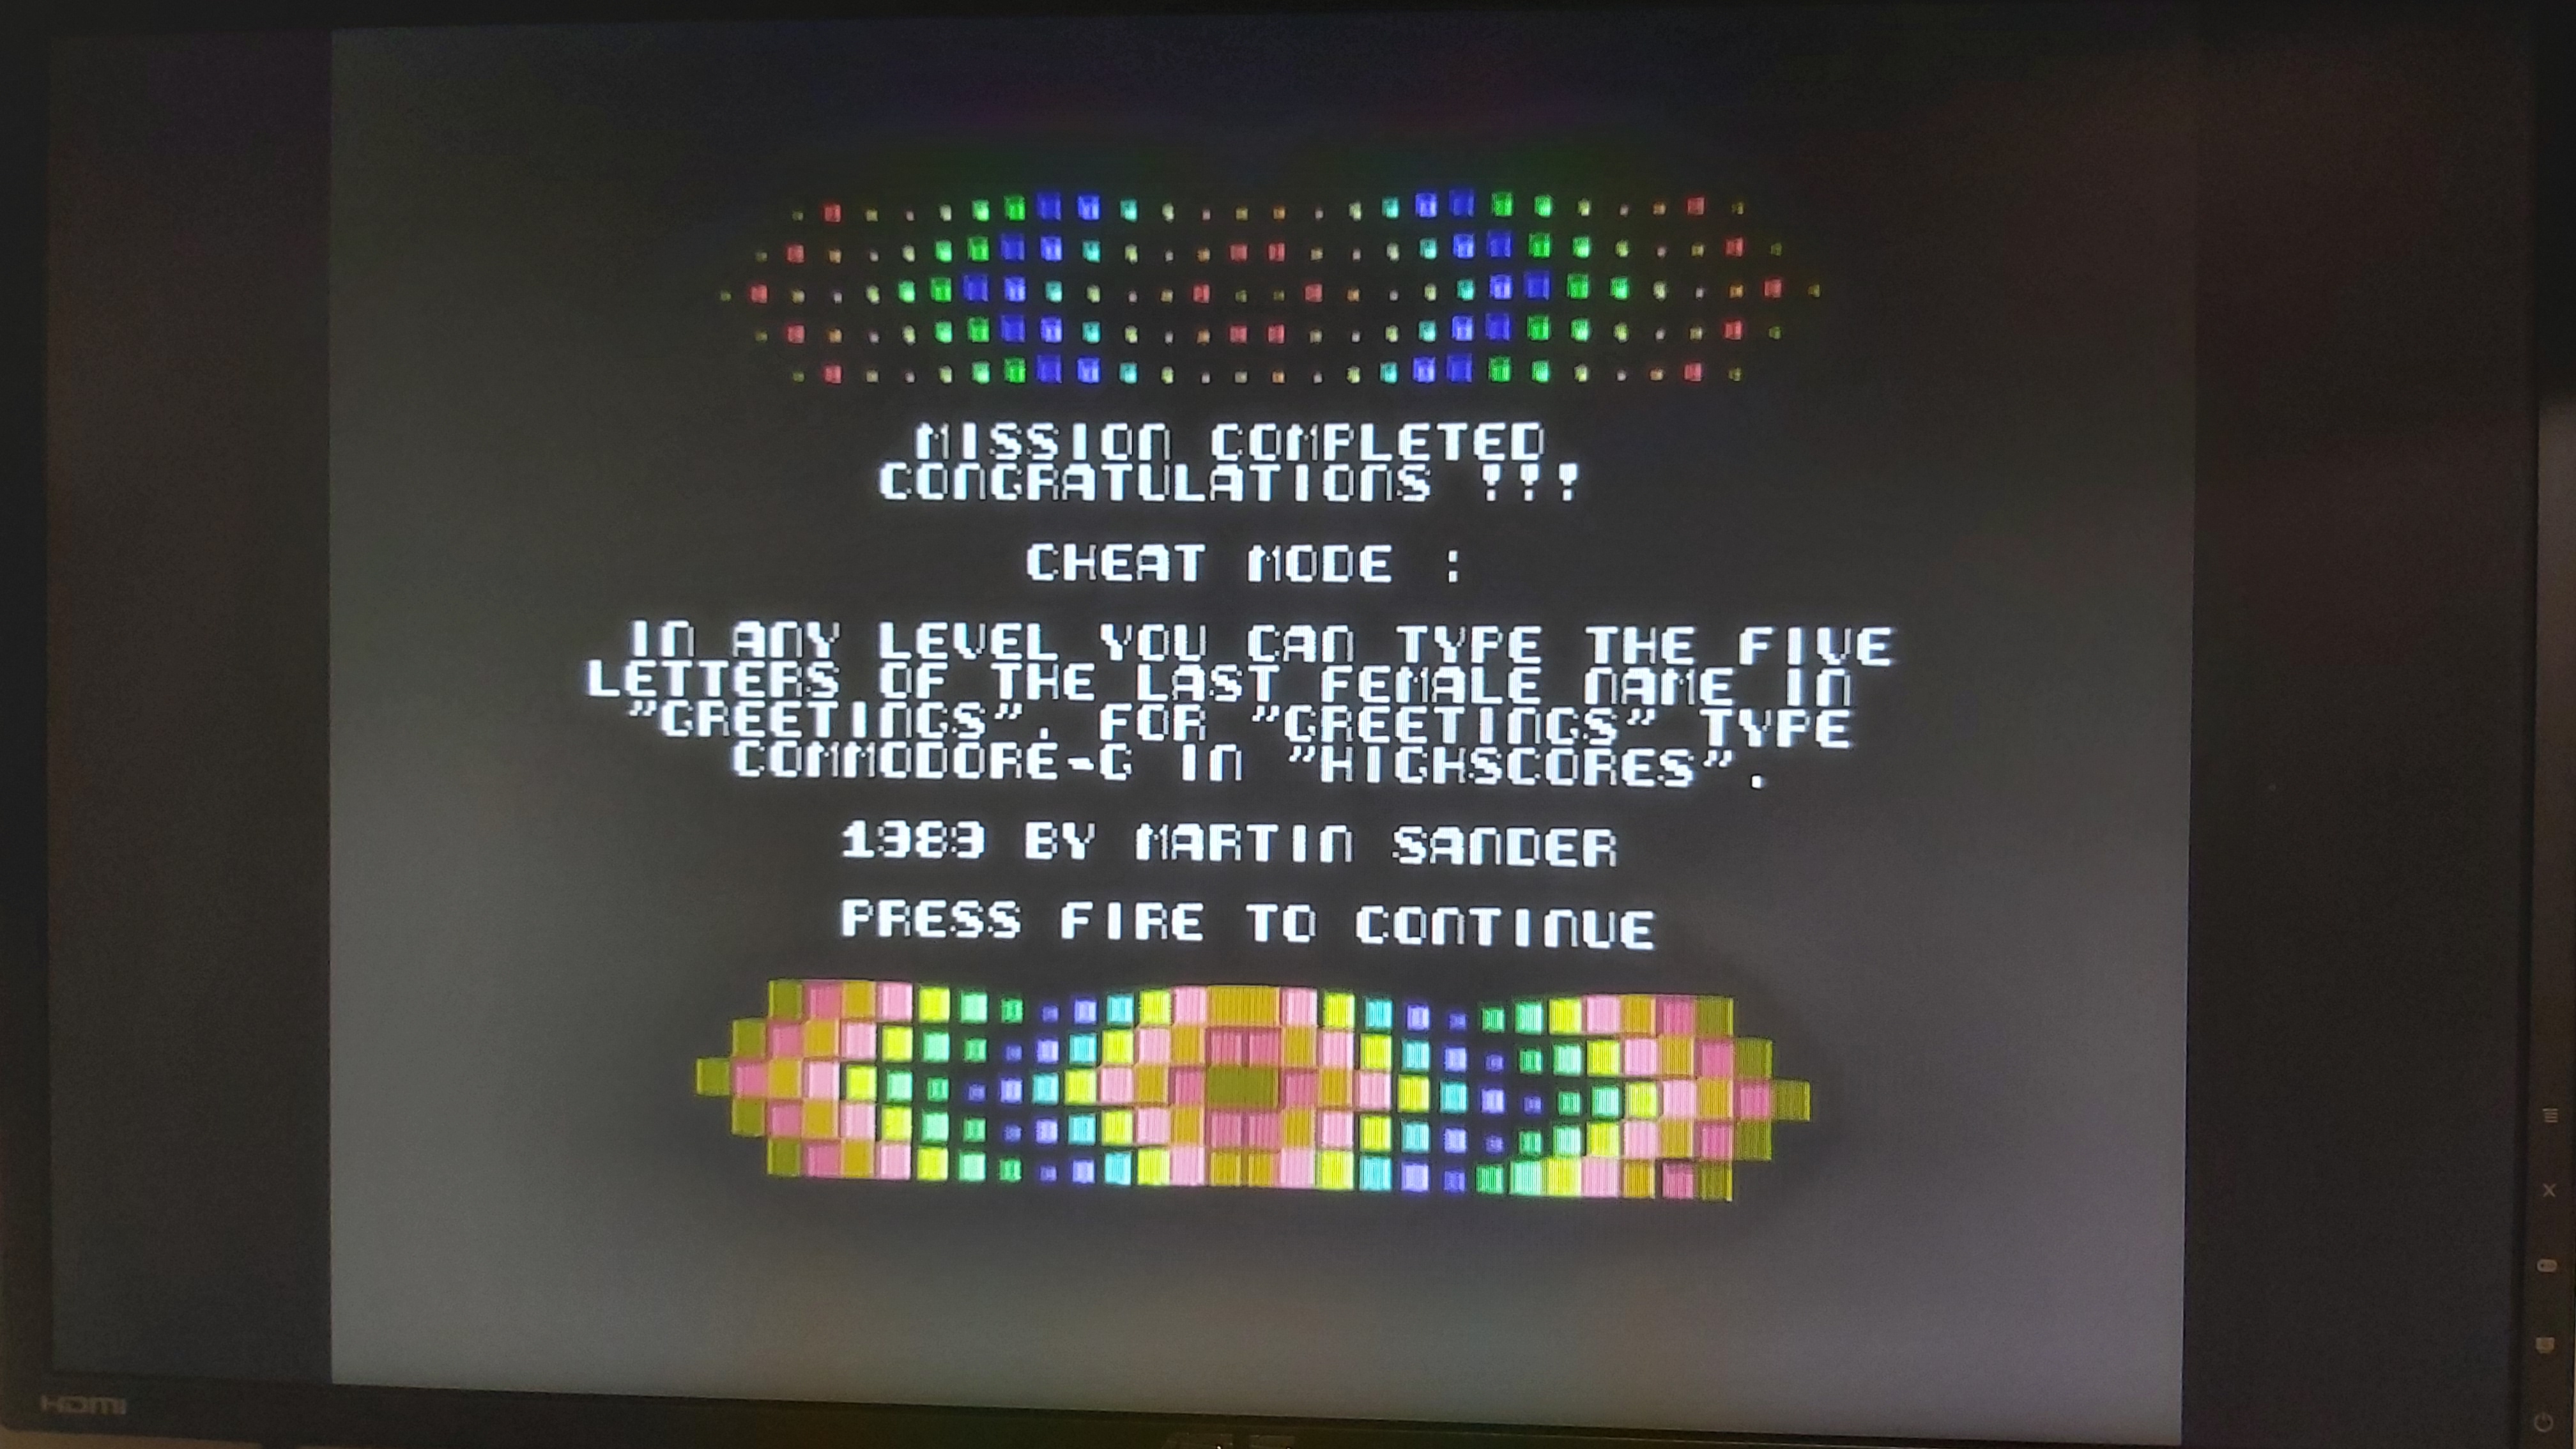 MISSION COMPLETED,
CONGRATULATIONS !!!
CHEAT MODE :
IN ANY LEVEL YOU CAN TYPE THE FIVE
LETTERS OF THE LAST FEMALE NAME IN
"GREETINGS". FOR "GREETINGS" TYPE
COMMODORE-G IN "HIGHSCORES".
1989 BY MARTIN SANDER
PRESS FIRE TO CONTINUE
HDMI